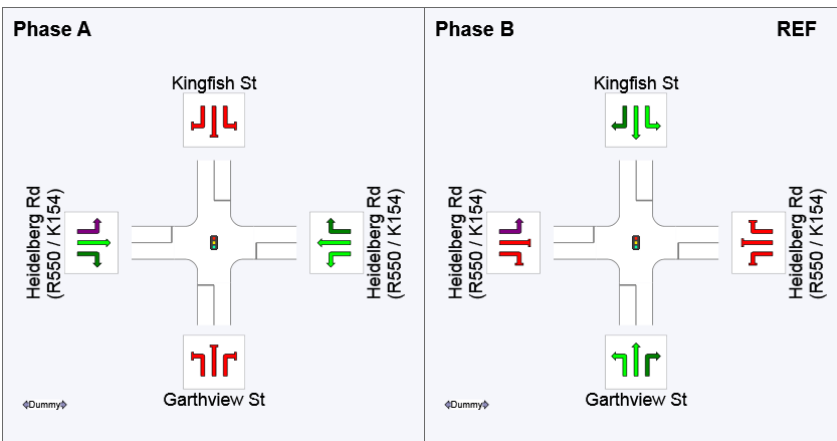 Phase A
Kingfish St
Heidelberg Rd
(R550 / K154)
Heidelberg Rd
(R550 / K154)
Garthview St
Dummy
Phase B
REF
Kingfish St
Heidelberg Rd
(R550 / K154)
Heidelberg Rd
(R550 / K154)
Garthview St
Dummy